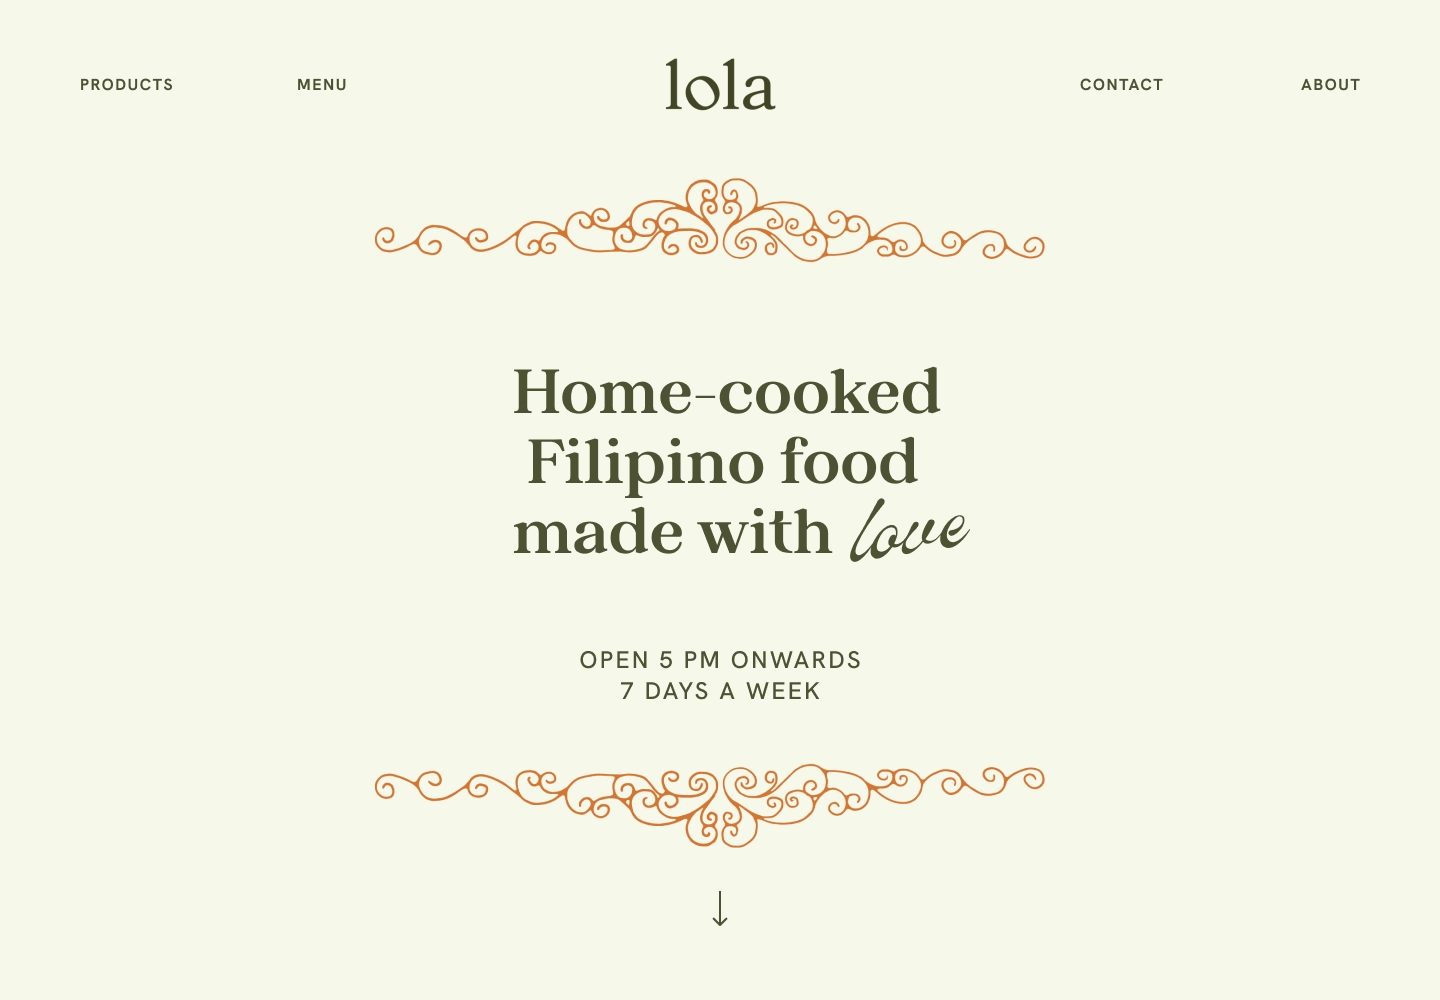 PRODUCTS MENU lola CONTACT ABOUT
Home-cooked
Filipino food
made with love
OPEN 5 PM ONWARDS
7 DAYS A WEEK